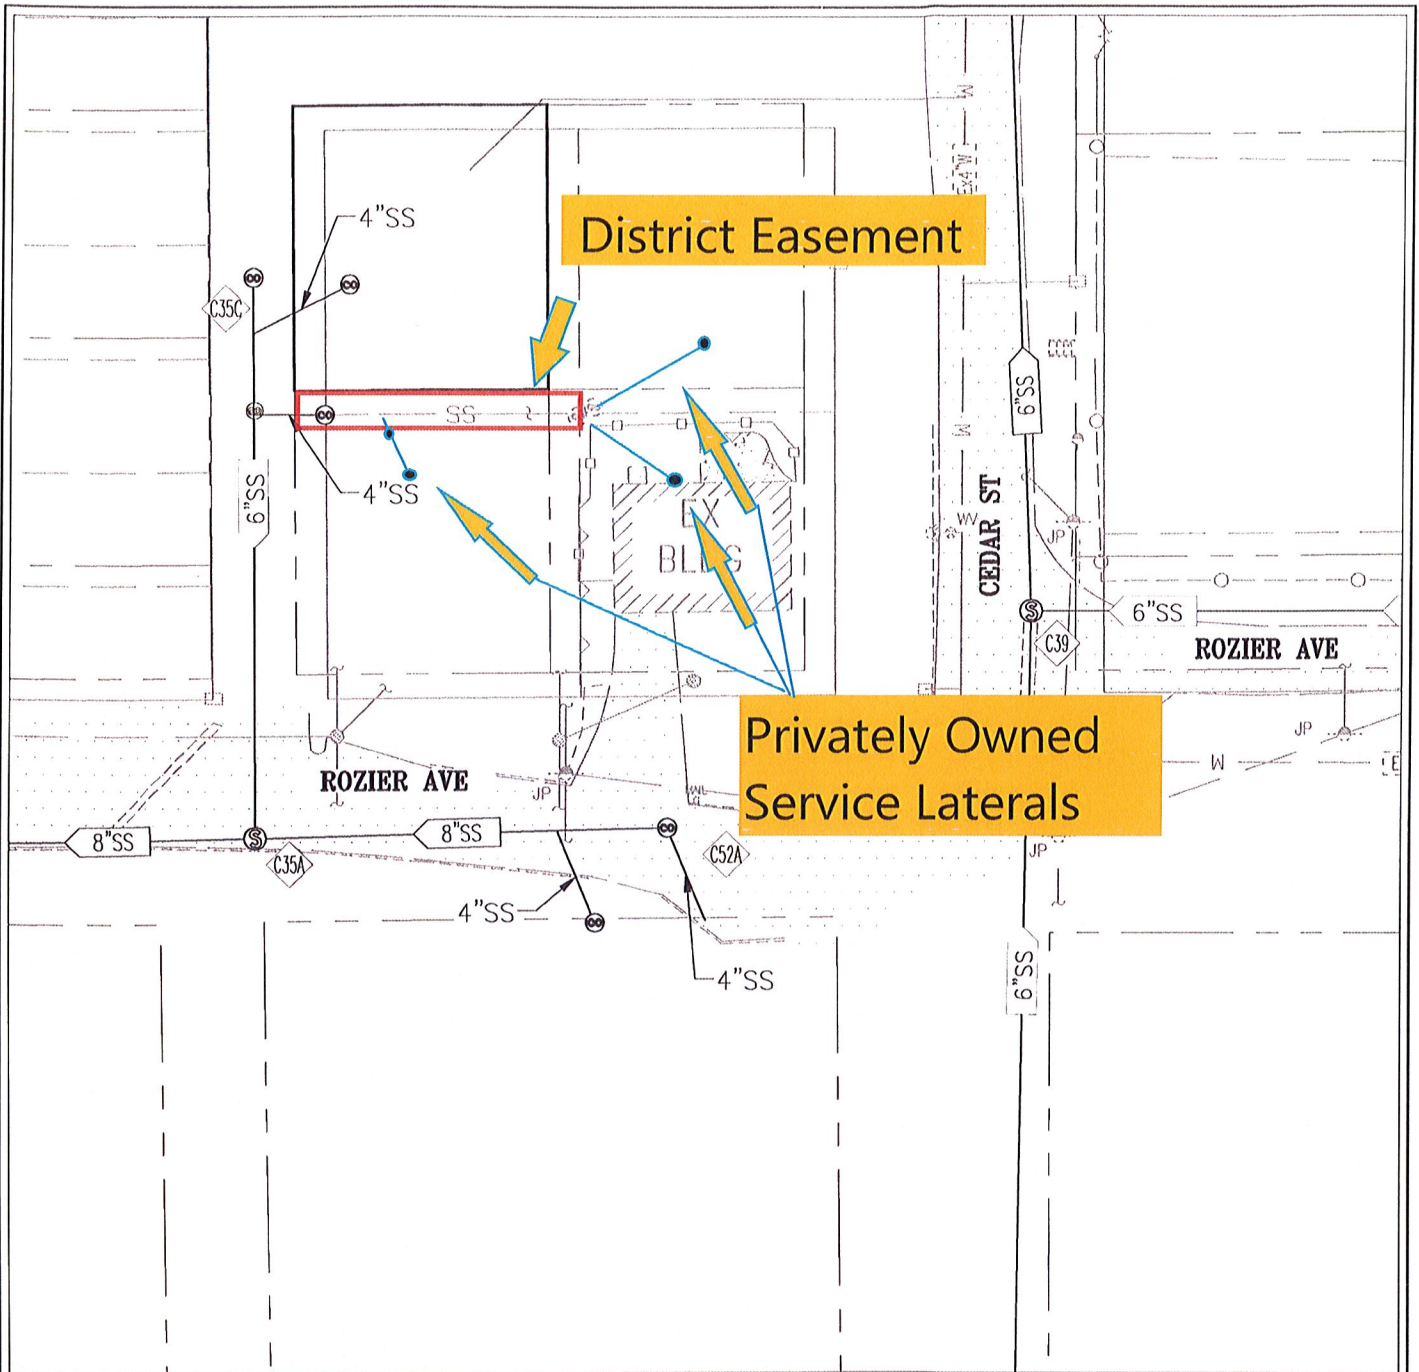 W
Ex4"W
4"SS
District Easement
C35C
6"SS
SS
4"SS
6"SS
W
EX
BLDG
CEDAR ST
W
JP
6"SS
C39
ROZIER AVE
Privately Owned
Service Laterals
JP
W
ROZIER AVE
JP
8"SS
8"SS
C35A
C52A
JP
4"SS
4"SS
6"SS